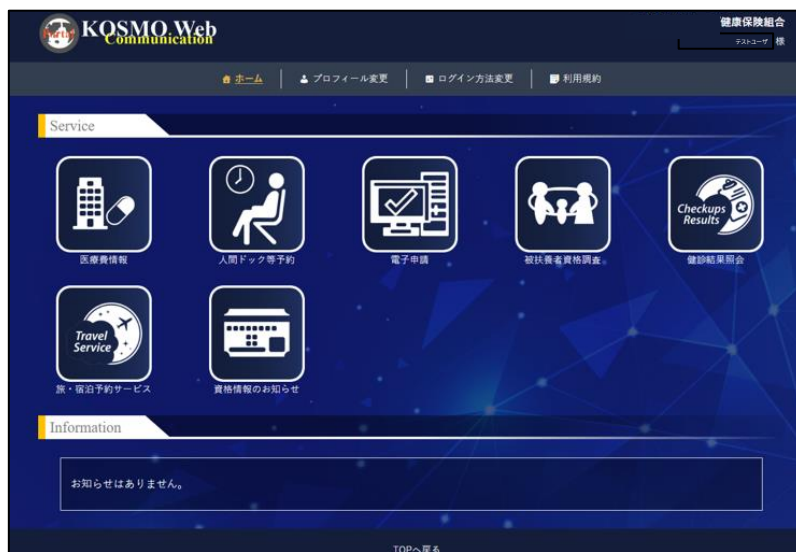 Portal KOSMO Web
Communication
健康保険組合
テストユーザ 様
ホーム プロフィール変更 ログイン方法変更 利用規約
Service
Checkups
Results
医療費情報 人間ドック等予約 電子申請 被扶養者資格調査 健診結果照会
Travel
Service
旅・宿泊予約サービス 資格情報のお知らせ
Information
お知らせはありません。
TOPへ戻る